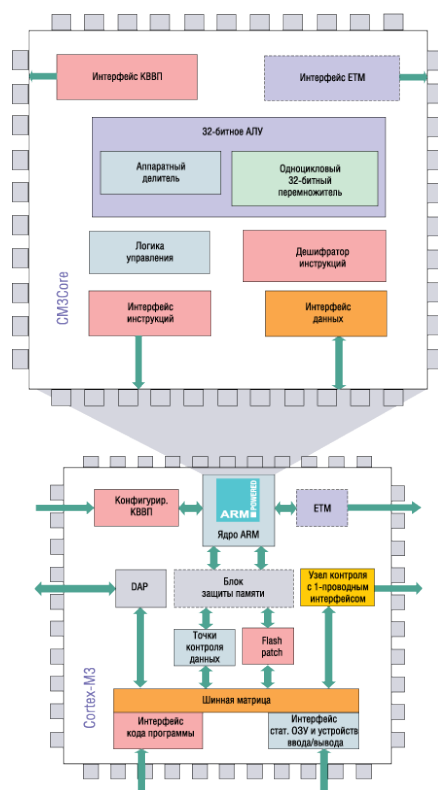 Интерфейс КВВП
Интерфейс ETM
32-битное АЛУ
Аппаратный
делитель
Одноцикловый
32-битный
перемножитель
Логика
управления
Дешифратор
инструкций
Интерфейс
инструкций
Интерфейс
данных
CM3Core
Конфигурир.
КВВП
ARM
POWERED
Ядро ARM
ETM
DAP
Блок
защиты памяти
Узел контроля
с 1-проводным
интерфейсом
Точки
контроля
данных
Flash
patch
Шинная матрица
Интерфейс
кода программы
Интерфейс
стат. ОЗУ и устройств
ввода/вывода
Cortex-M3